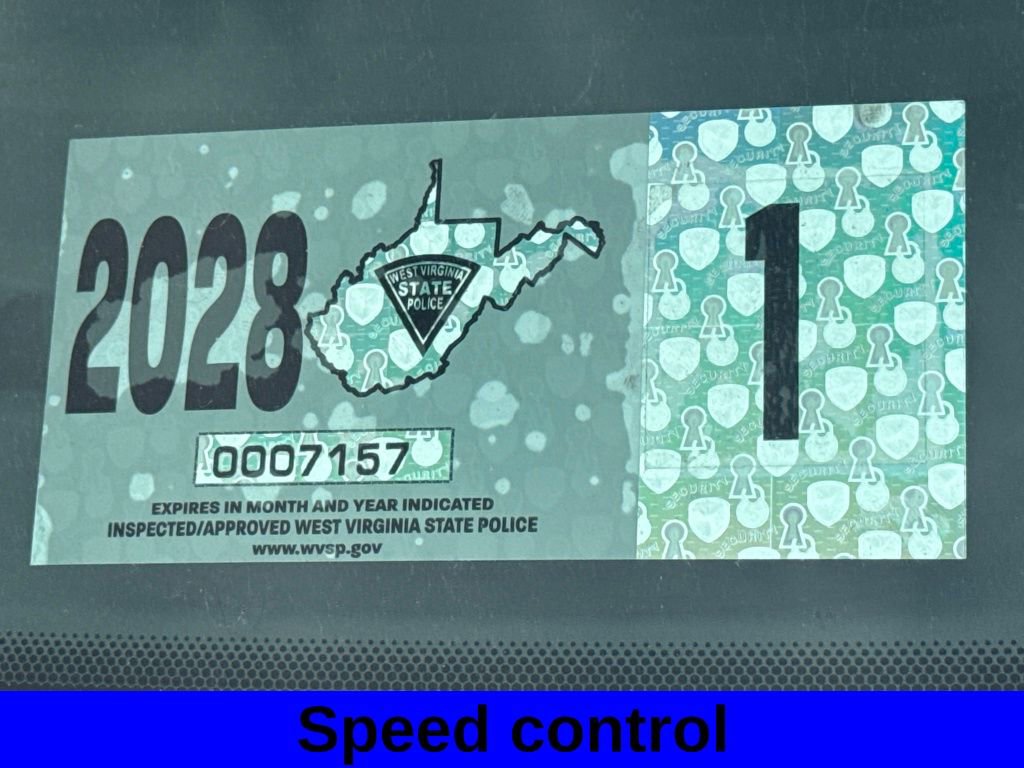 2028
WEST VIRGINIA
STATE
POLICE
1
0007157
EXPIRES IN MONTH AND YEAR INDICATED
INSPECTED/APPROVED WEST VIRGINIA STATE POLICE
www.wvsp.gov
SECURITY
Speed control